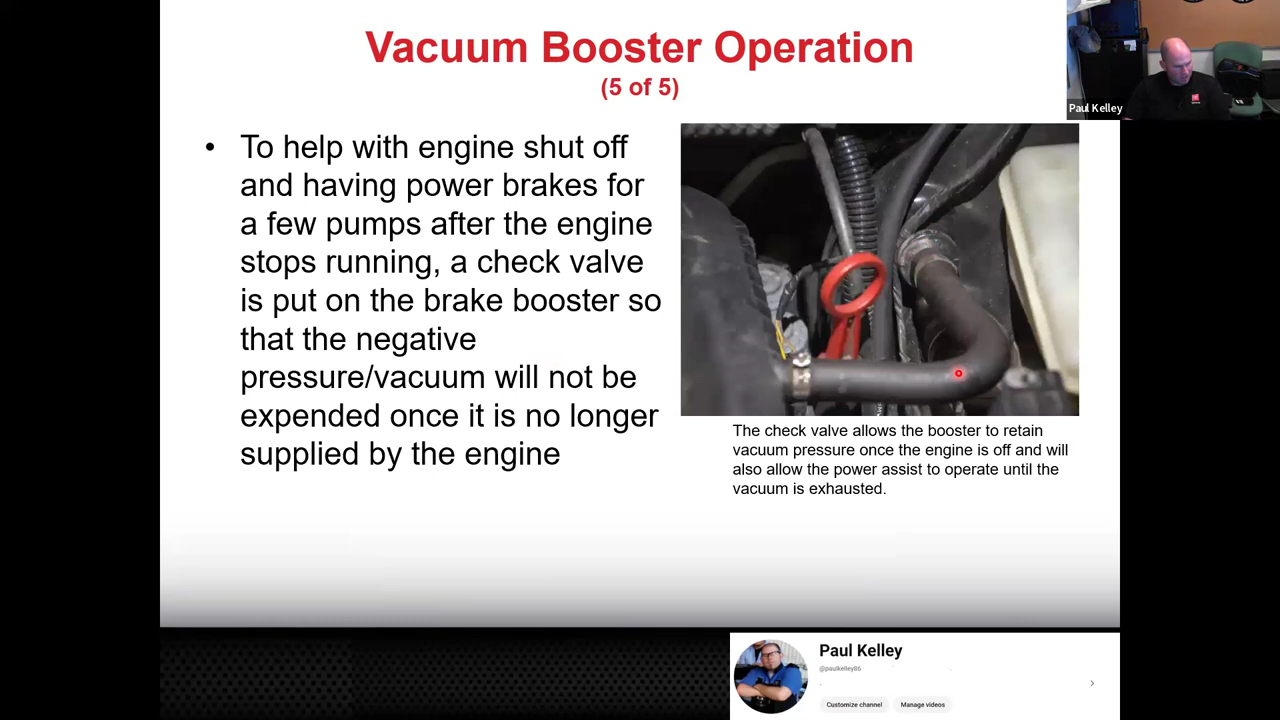 Vacuum Booster Operation
(5 of 5)
Paul Kelley
• To help with engine shut off
and having power brakes for
a few pumps after the engine
stops running, a check valve
is put on the brake booster so
that the negative
pressure/vacuum will not be
expended once it is no longer
supplied by the engine
The check valve allows the booster to retain
vacuum pressure once the engine is off and will
also allow the power assist to operate until the
vacuum is exhausted.
Paul Kelley
@paulkelley86
Customize channel
Manage videos